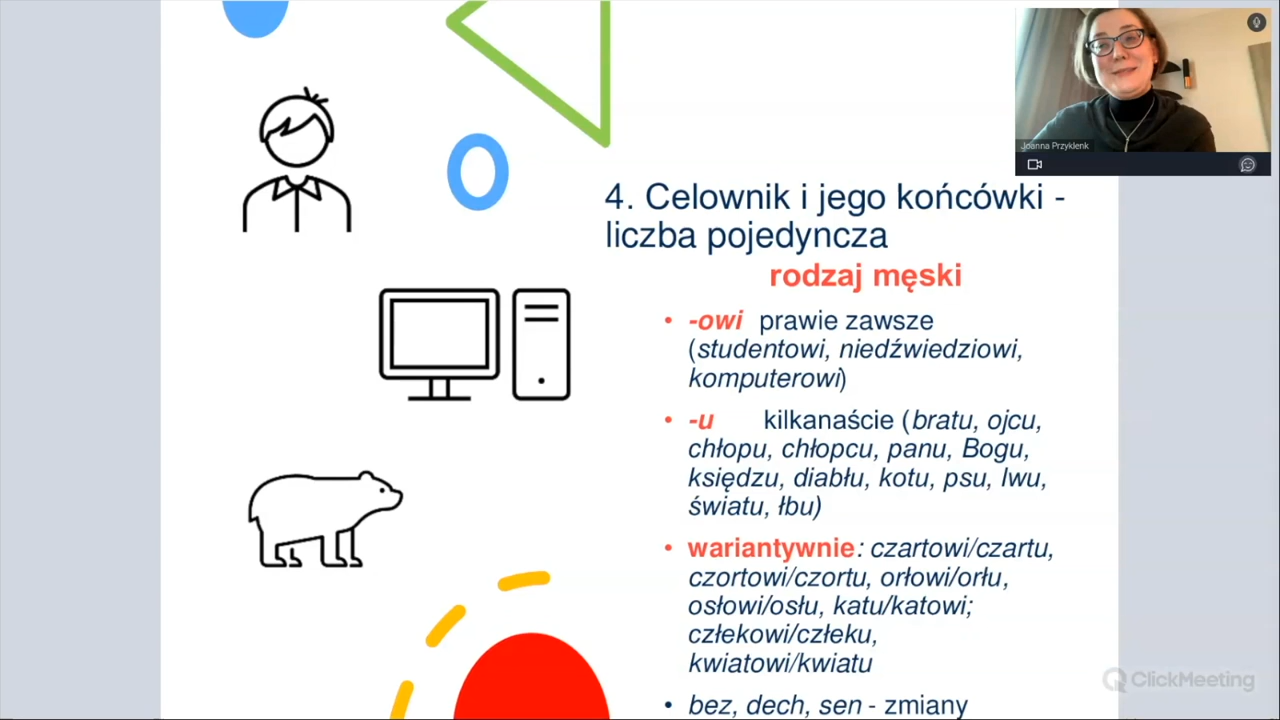 Joanna Przyklenk
4. Celownik i jego końcówki -
liczba pojedyncza
rodzaj męski
• -owi prawie zawsze
(studentowi, niedźwiedziowi,
komputerowi)
• -u kilkanaście (bratu, ojcu,
chłopu, chłopcu, panu, Bogu,
księdzu, diabłu, kotu, psu, lwu,
światu, łbu)
• wariantywnie: czartowi/czartu,
czortowi/czortu, orłowi/orłu,
osłowi/osłu, katu/katowi;
człekowi/człeku,
kwiatowi/kwiatu
• bez, dech, sen - zmiany
ClickMeeting